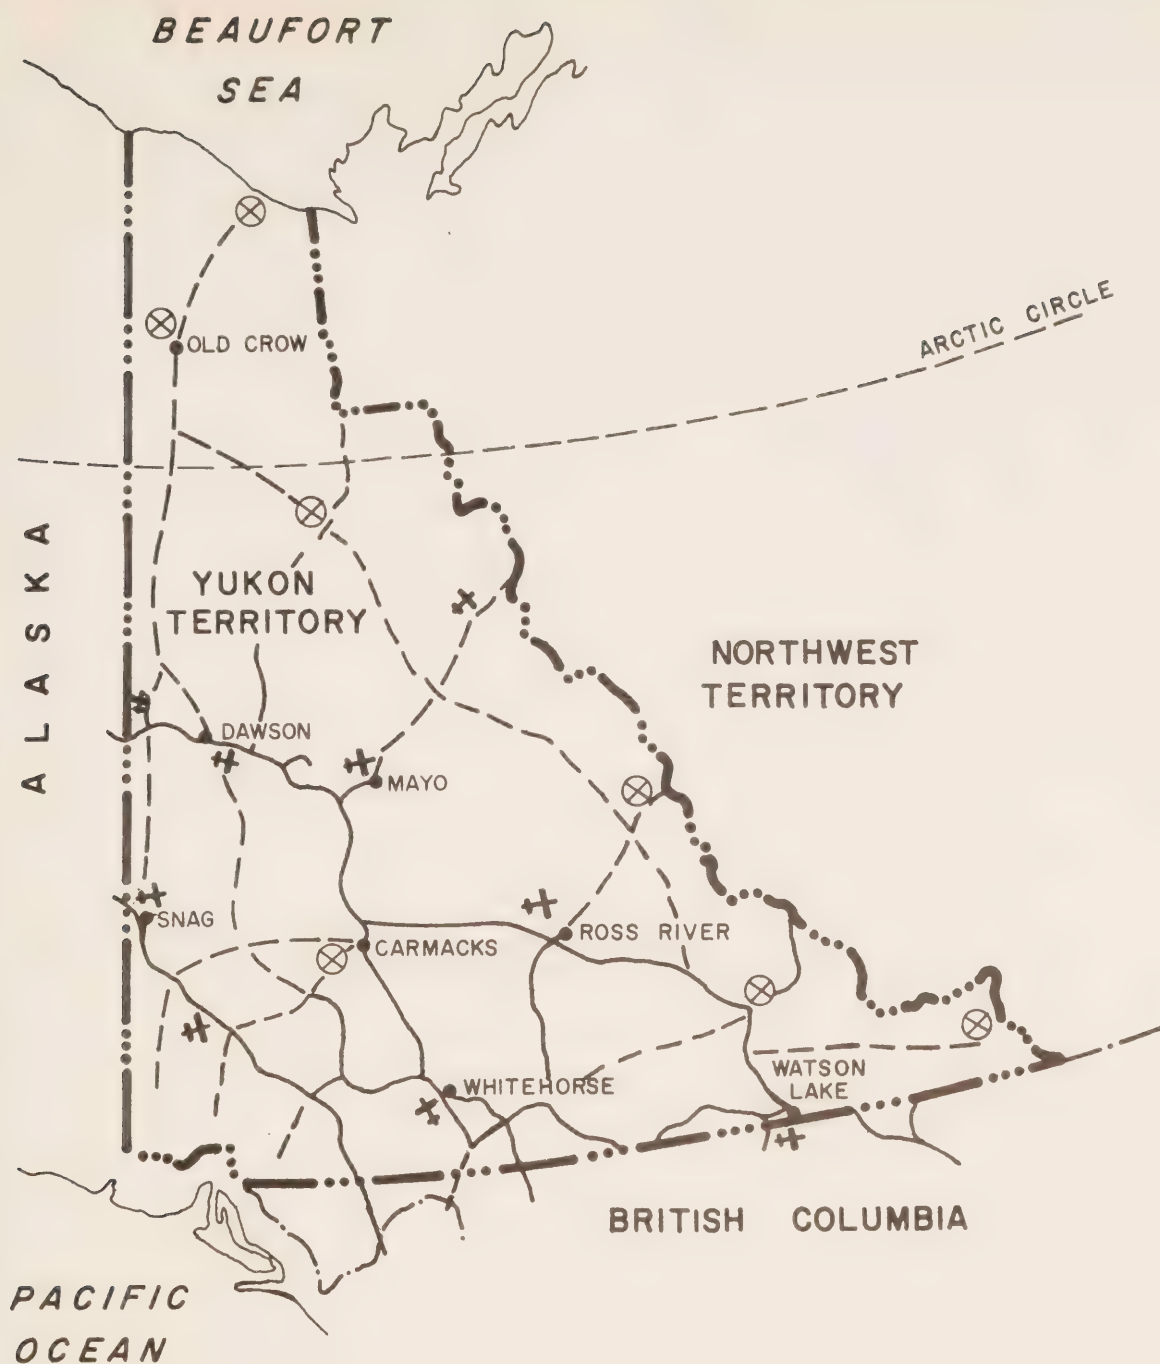 BEAUFORT
SEA
OLD CROW
ARCTIC CIRCLE
ALASKA
YUKON
TERRITORY
NORTHWEST
TERRITORY
DAWSON
MAYO
SNAG
CARMACKS
ROSS RIVER
WATSON
LAKE
WHITEHORSE
BRITISH COLUMBIA
PACIFIC
OCEAN